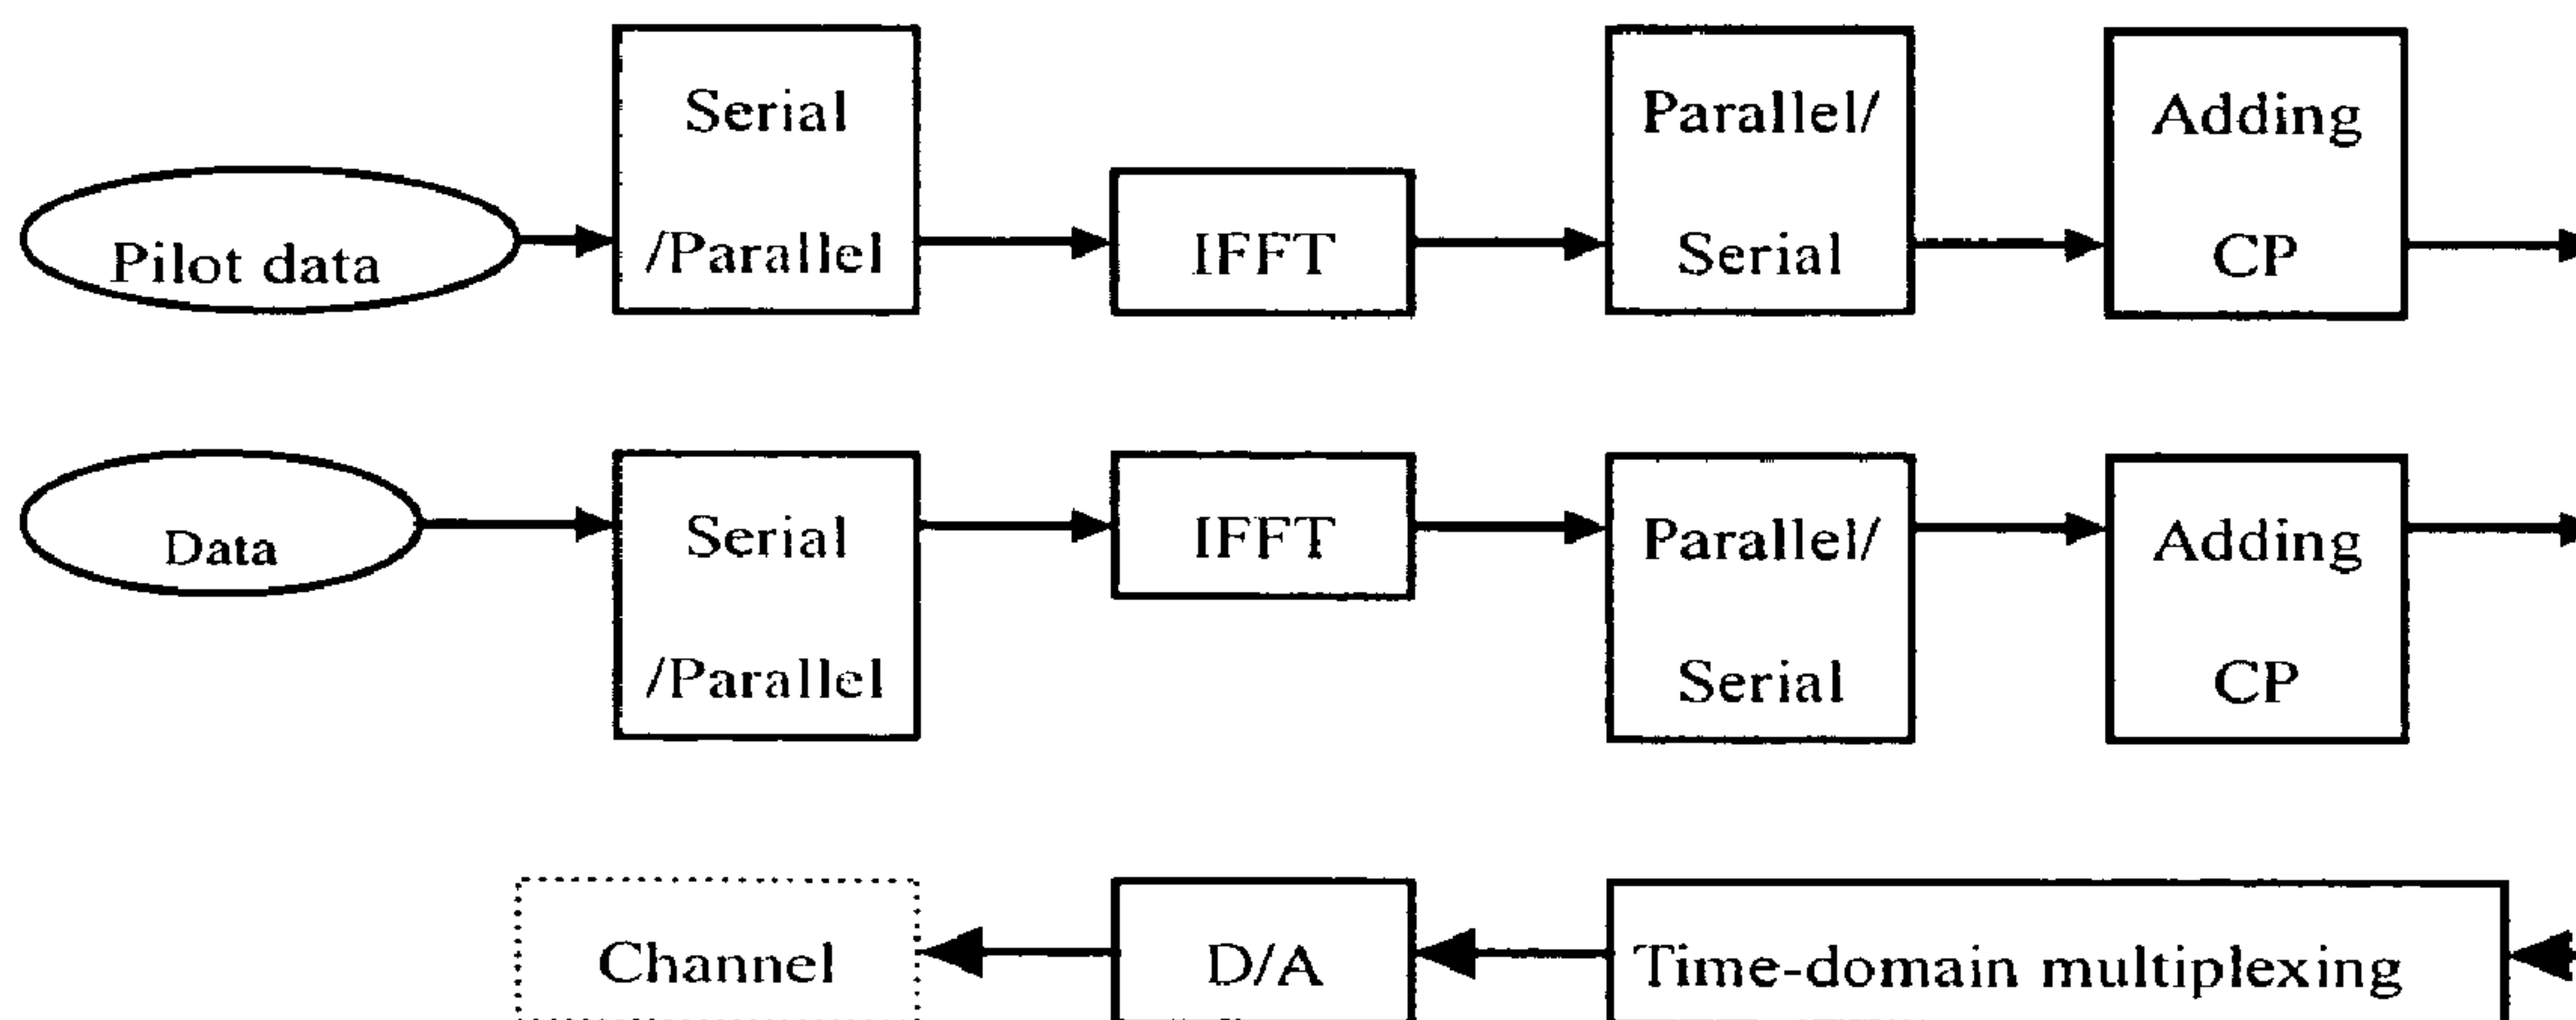 Pilot data
Serial
/Parallel
IFFT
Parallel/
Serial
Adding
CP
Data
Serial
/Parallel
IFFT
Parallel/
Serial
Adding
CP
Channel
D/A
Time-domain multiplexing